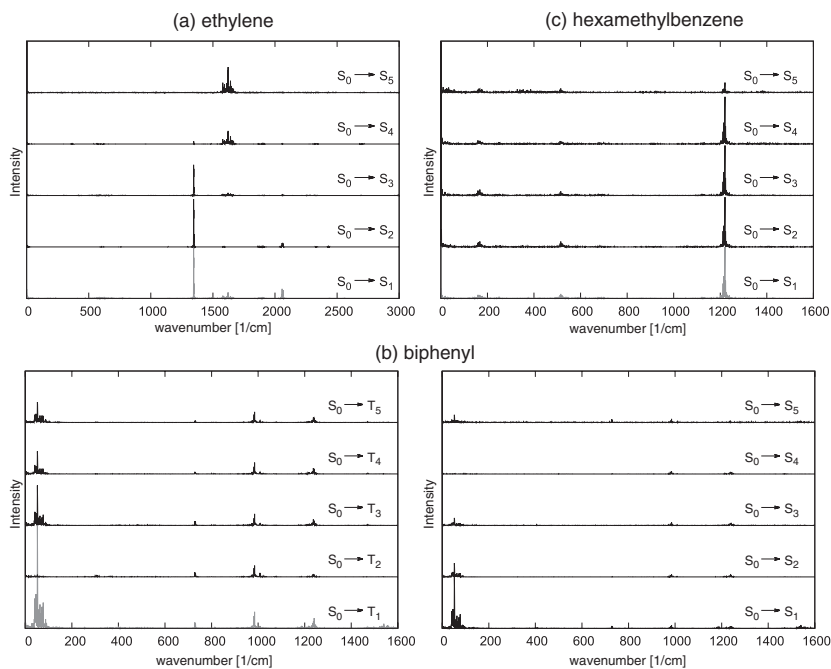 (a) ethylene
S0 → S5
S0 → S4
S0 → S3
S0 → S2
S0 → S1
Intensity
0 500 1000 1500 2000 2500 3000
wavenumber [1/cm]
(c) hexamethylbenzene
S0 → S5
S0 → S4
S0 → S3
S0 → S2
S0 → S1
Intensity
0 200 400 600 800 1000 1200 1400 1600
wavenumber [1/cm]
(b) biphenyl
S0 → T5
S0 → T4
S0 → T3
S0 → T2
S0 → T1
Intensity
0 200 400 600 800 1000 1200 1400 1600
wavenumber [1/cm]
S0 → S5
S0 → S4
S0 → S3
S0 → S2
S0 → S1
Intensity
0 200 400 600 800 1000 1200 1400 1600
wavenumber [1/cm]